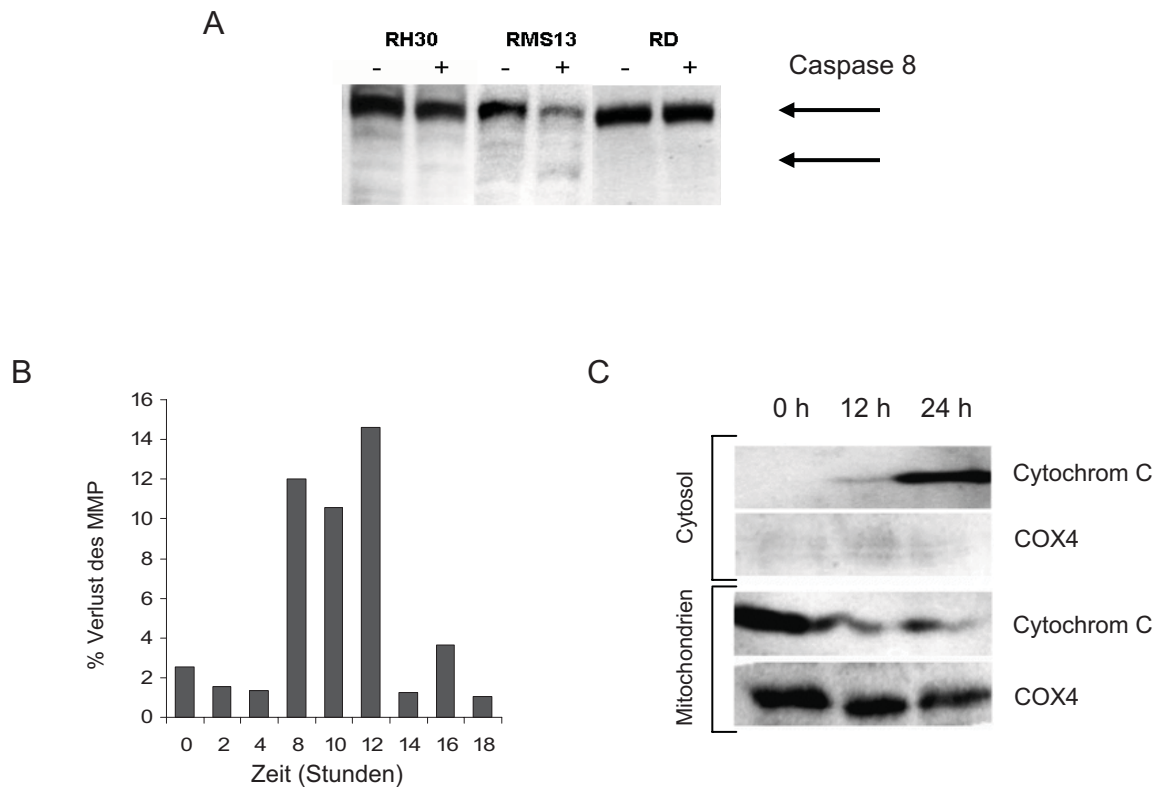 A
RH30 RMS13 RD
- + - + - +
Caspase 8
B
16
14
12
10
8
6
4
2
0
% Verlust des MMP
0 2 4 8 10 12 14 16 18
Zeit (Stunden)
C
0 h 12 h 24 h
Cytosol
Cytochrom C
COX4
Mitochondrien
Cytochrom C
COX4